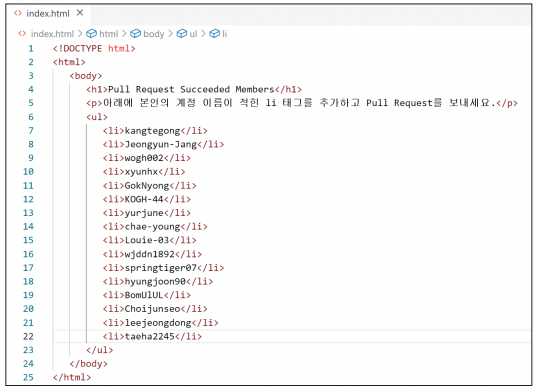 index.html
index.html > html > body > ul > li
1 <!DOCTYPE html>
2 <html>
3 <body>
4 <h1>Pull Request Succeeded Members</h1>
5 <p>아래에 본인의 계정 이름이 적힌 li 태그를 추가하고 Pull Request를 보내세요.</p>
6 <ul>
7 <li>kangtegong</li>
8 <li>Jeongyun-Jang</li>
9 <li>wogh002</li>
10 <li>xyunhx</li>
11 <li>GokNyong</li>
12 <li>KOGH-44</li>
13 <li>yurjune</li>
14 <li>chae-young</li>
15 <li>Louie-03</li>
16 <li>wjddn1892</li>
17 <li>springtiger07</li>
18 <li>hyungjoon90</li>
19 <li>BomUlUL</li>
20 <li>Choijunseo</li>
21 <li>leejeongdong</li>
22 <li>taeha2245</li>
23 </ul>
24 </body>
25 </html>